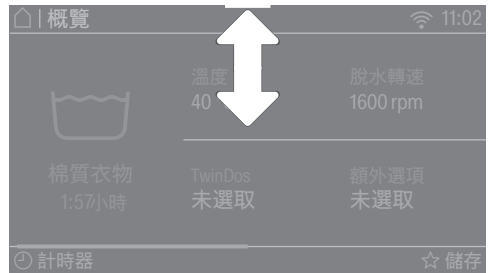 概覽 11:02
溫度 脫水轉速
40 1600 rpm
棉質衣物
1:57小時
TwinDos 額外選項
未選取 未選取
計時器 儲存